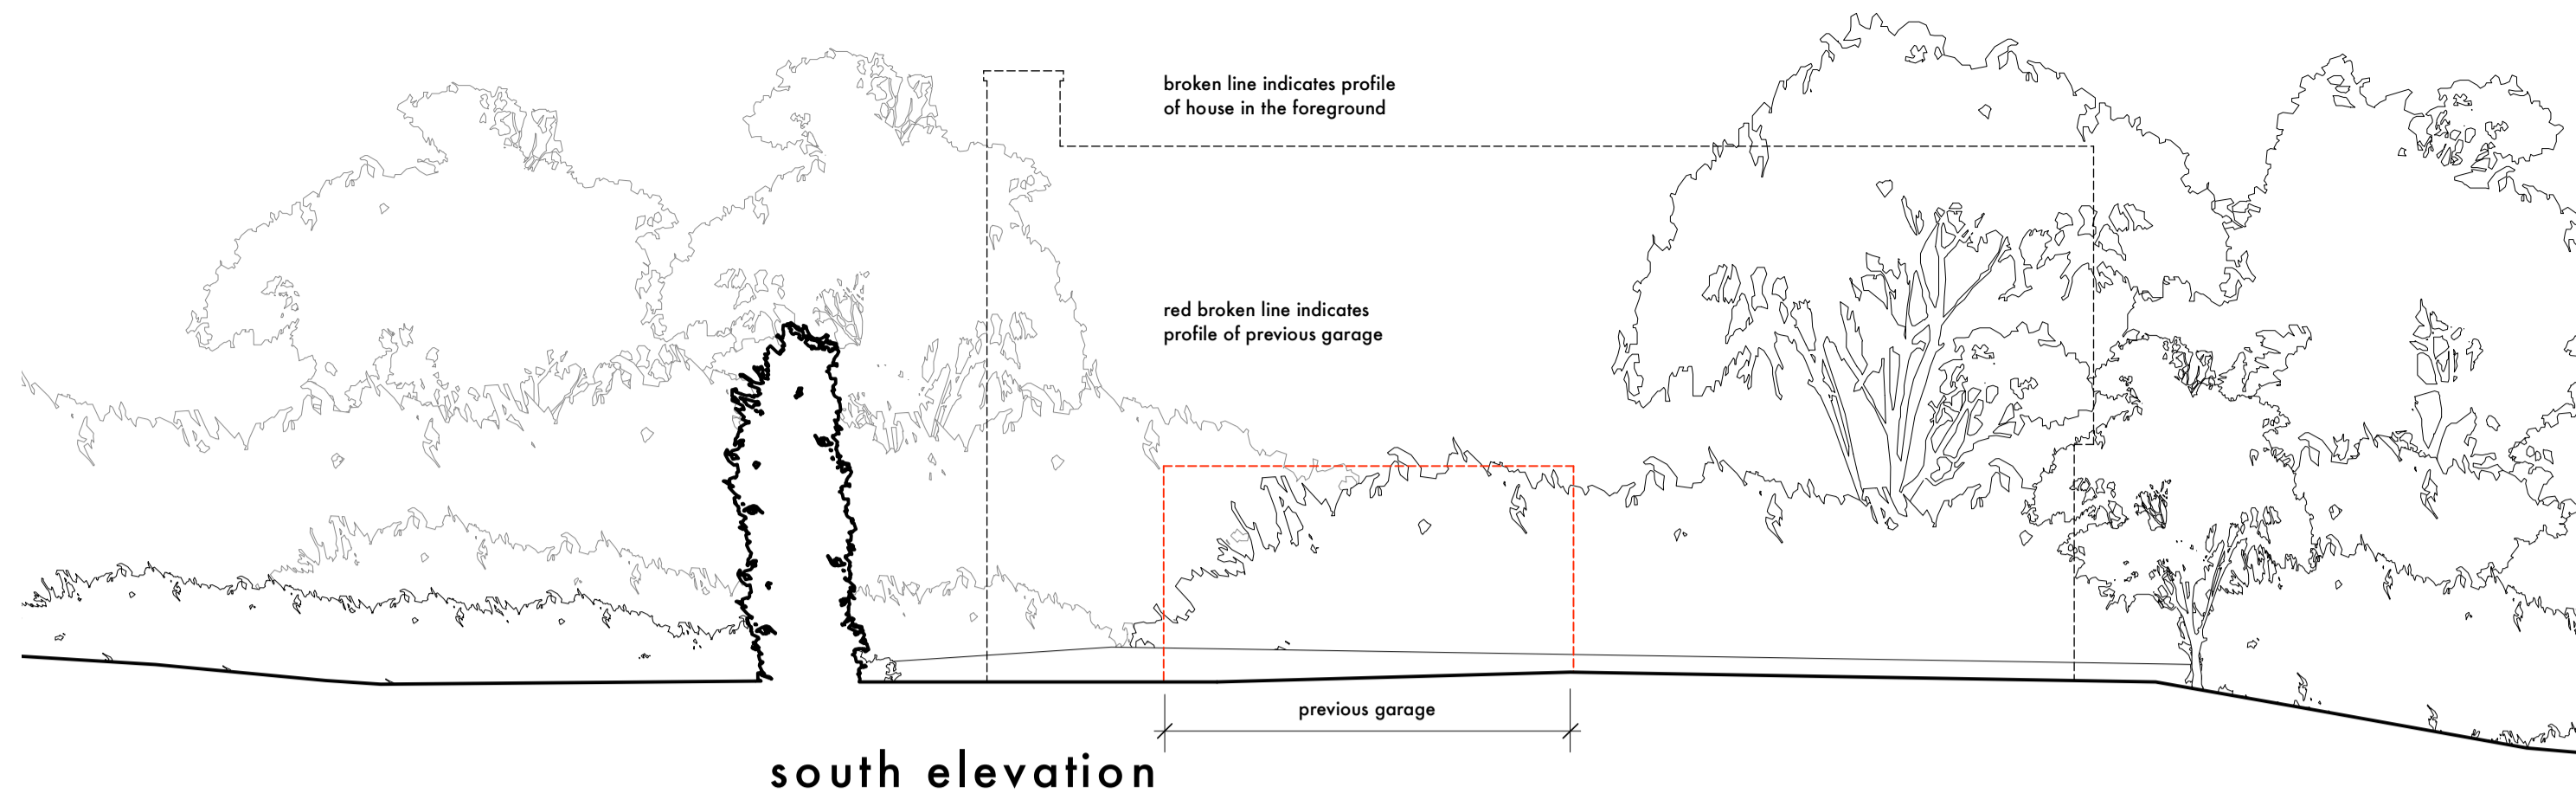 broken line indicates profile
of house in the foreground
red broken line indicates
profile of previous garage
previous garage
south elevation